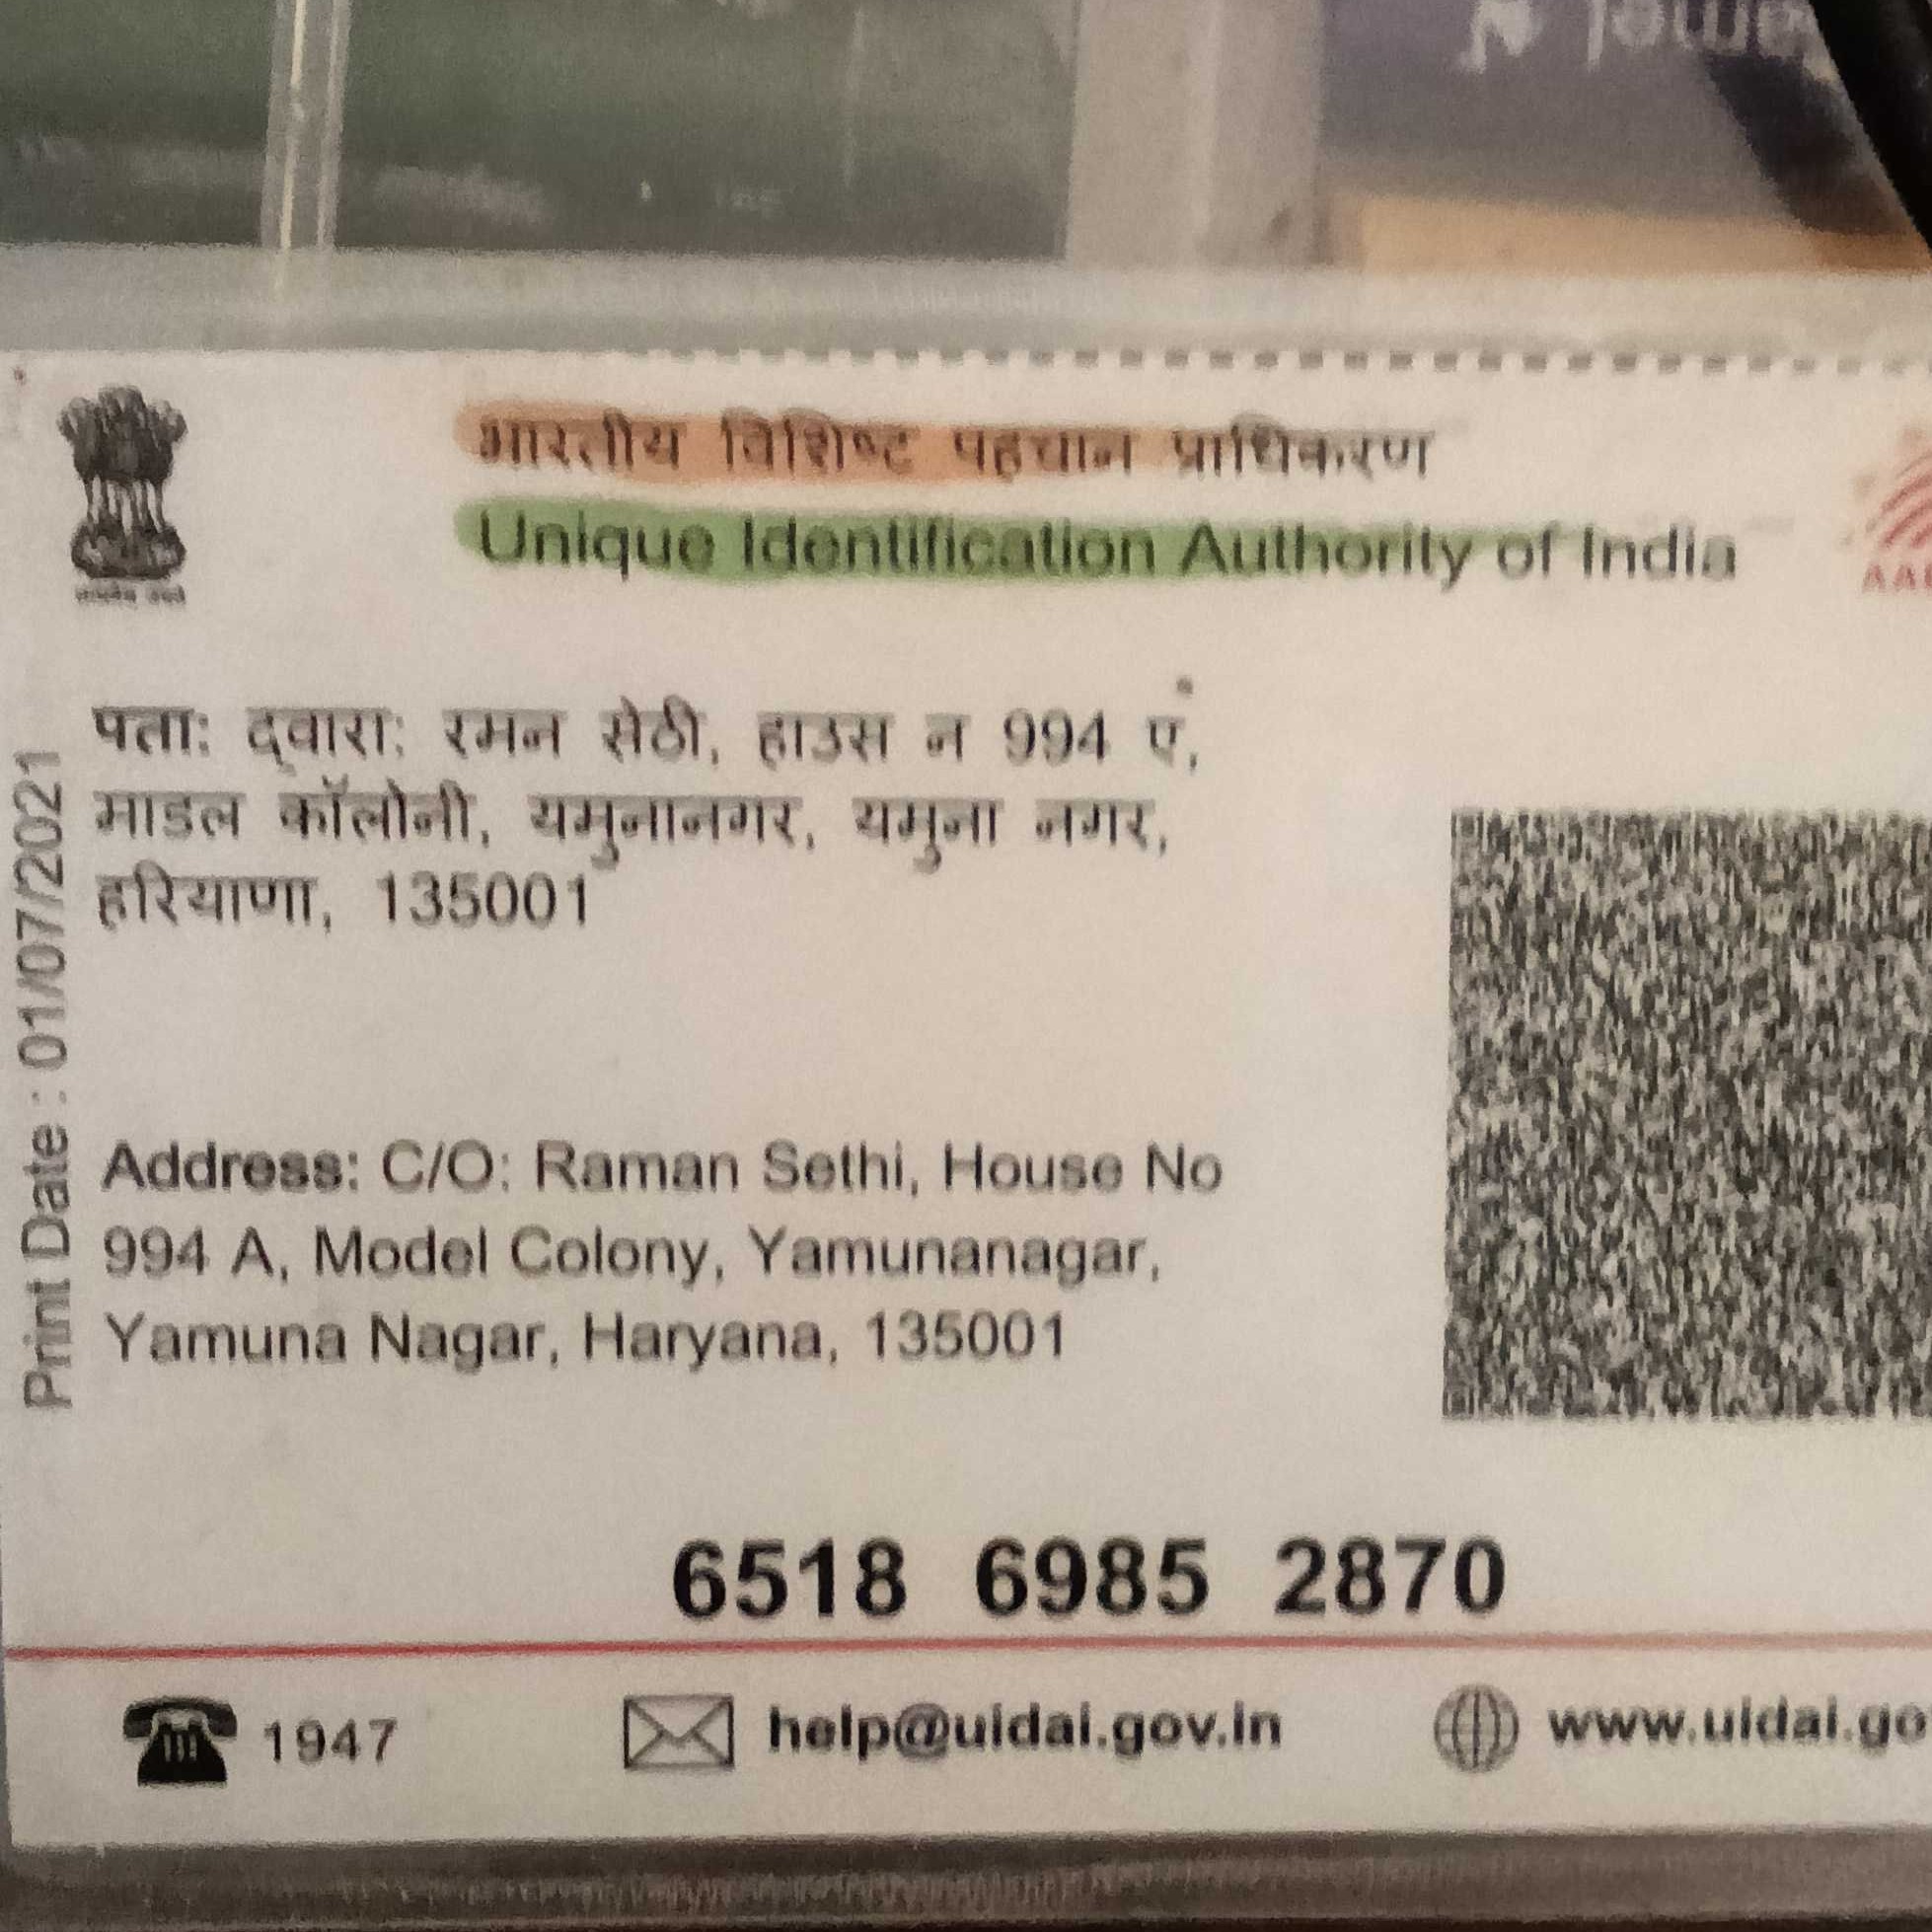 भारतीय विशिष्ट पहचान प्राधिकरण
Unique Identification Authority of India
Print Date : 01/07/2021
पता: द्वारा: रमन सेठी, हाउस न 994 एं,
माडल कॉलोनी, यमुनानगर, यमुना नगर,
हरियाणा, 135001
Address: C/O: Raman Sethi, House No
994 A, Model Colony, Yamunanagar,
Yamuna Nagar, Haryana, 135001
6518 6985 2870
1947 help@uidai.gov.in www.uidai.go